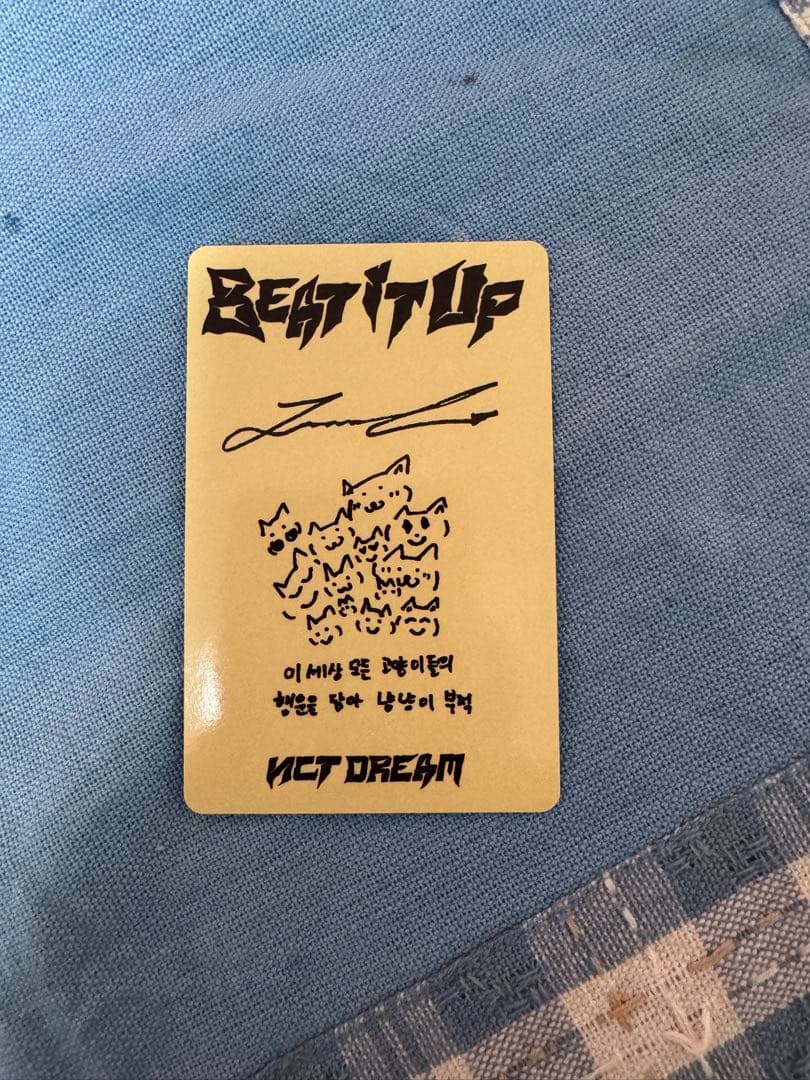 BEAT IT UP
이 세상 모든 고양이들의
행운을 담아 냥냥이 부적
NCT DREAM